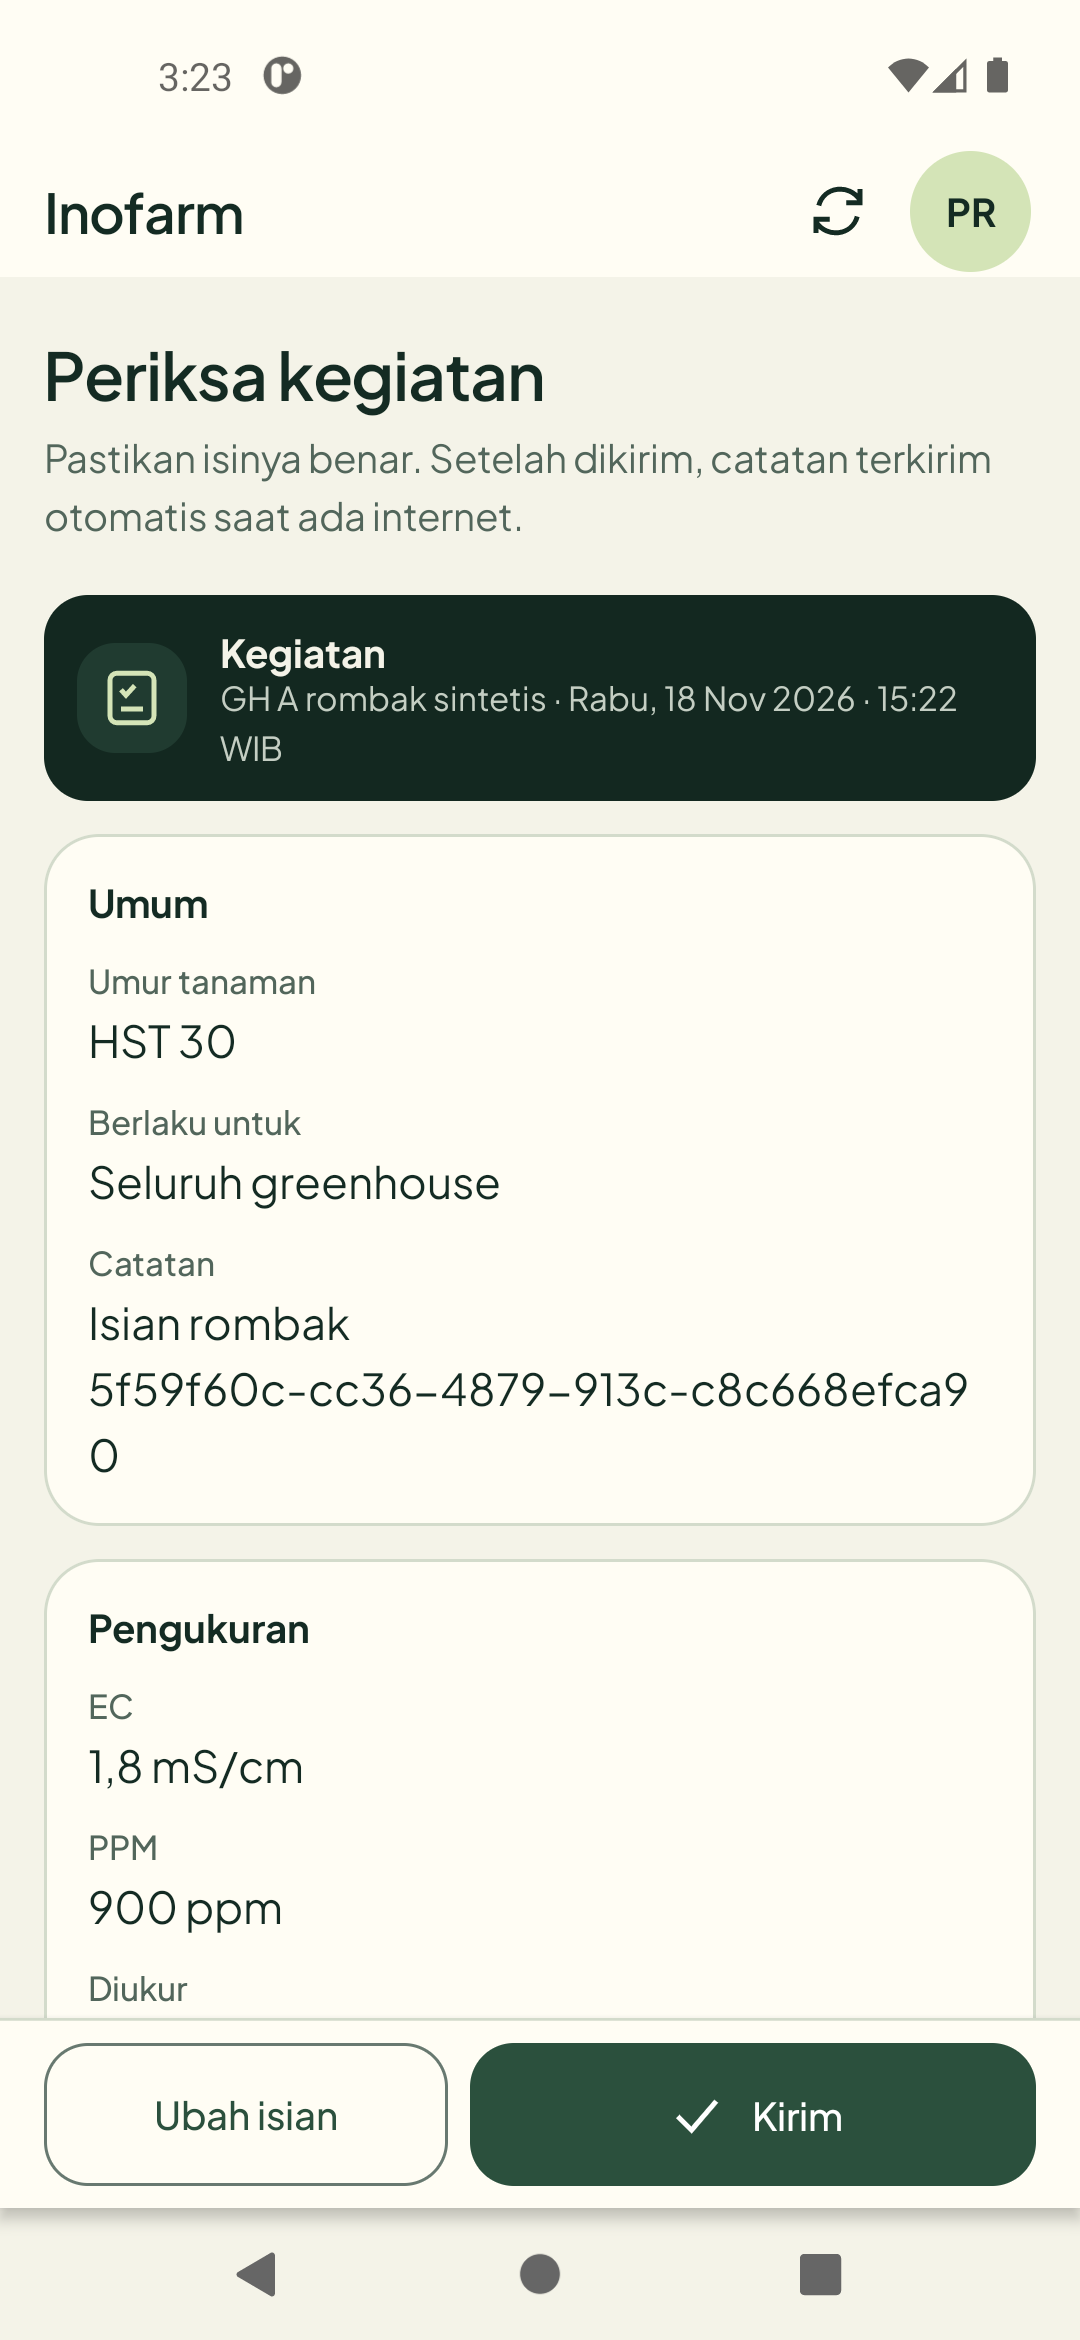 3:23
Inofarm
PR
Periksa kegiatan
Pastikan isinya benar. Setelah dikirim, catatan terkirim
otomatis saat ada internet.
Kegiatan
GH A rombak sintetis · Rabu, 18 Nov 2026 · 15:22
WIB
Umum
Umur tanaman
HST 30
Berlaku untuk
Seluruh greenhouse
Catatan
Isian rombak
5f59f60c-cc36-4879-913c-c8c668efca9
0
Pengukuran
EC
1,8 mS/cm
PPM
900 ppm
Diukur
Ubah isian
Kirim